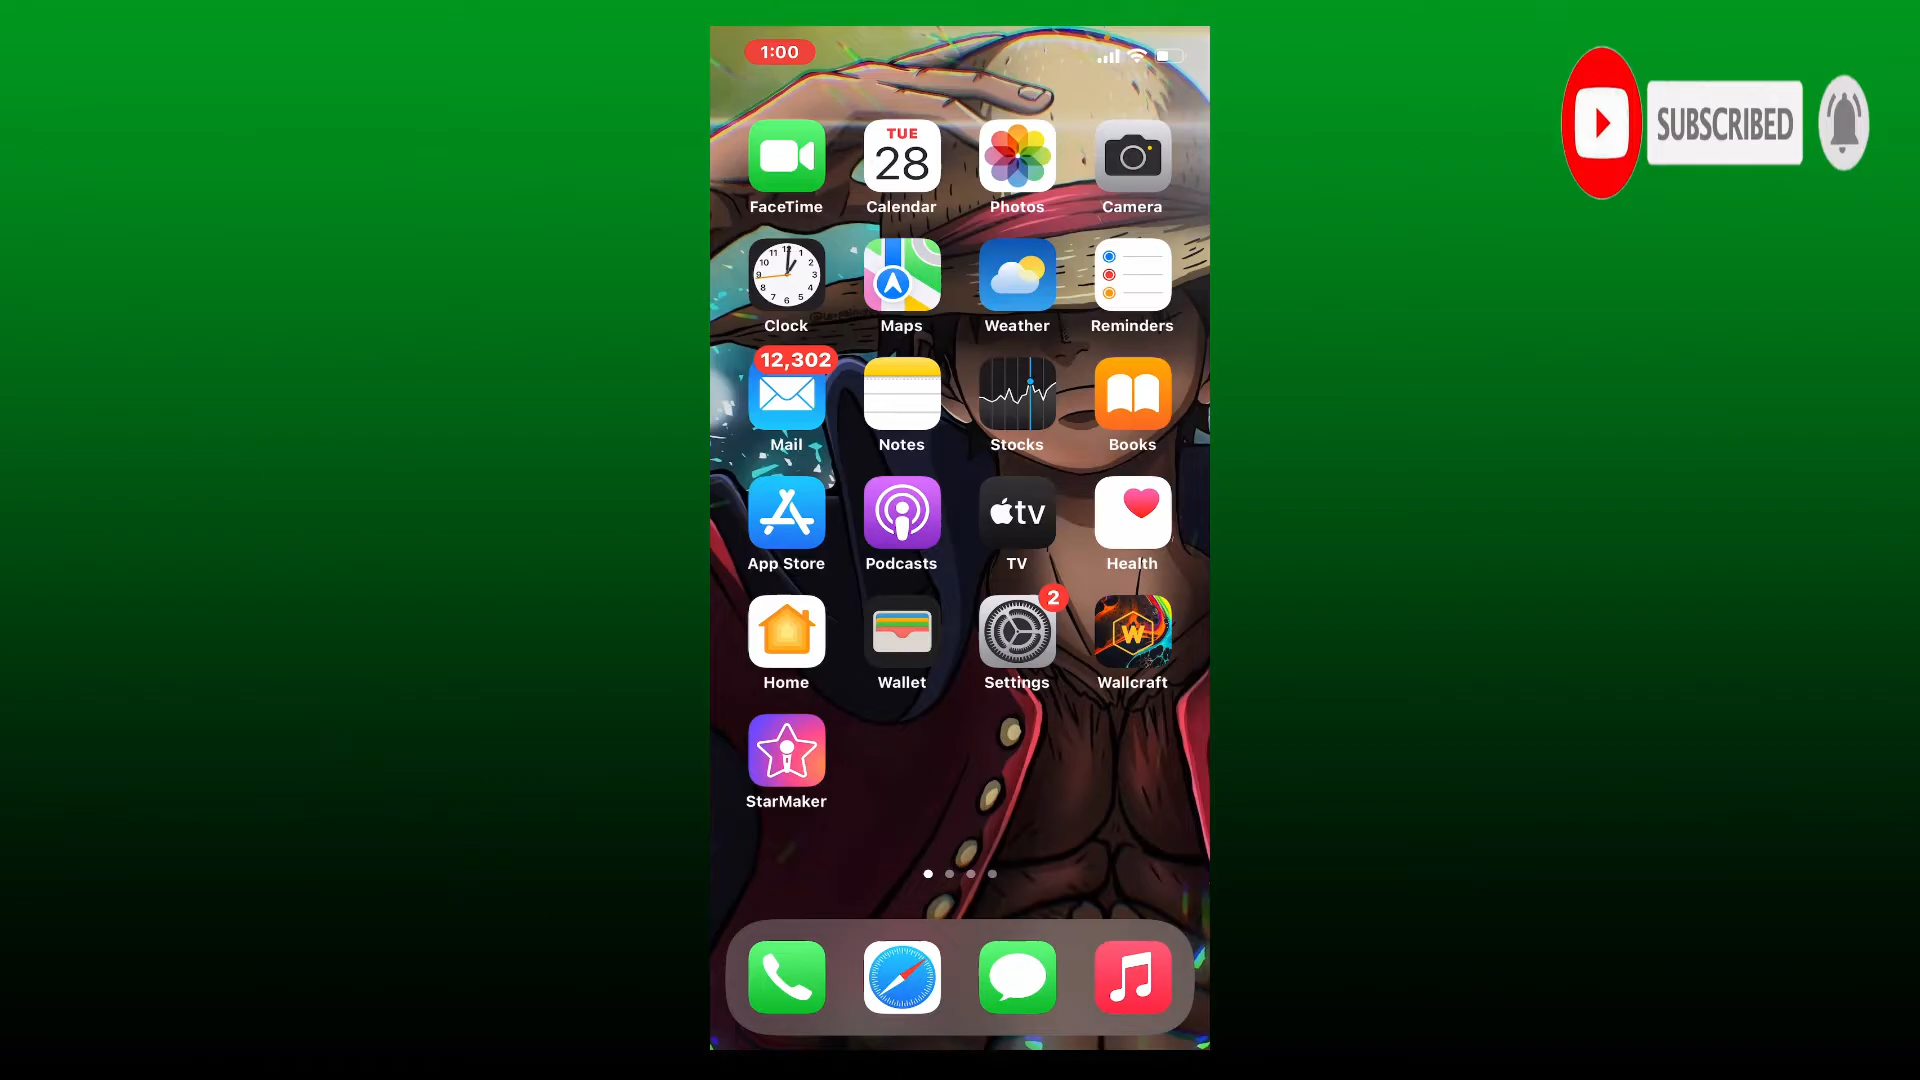 1:00
SUBSCRIBED
TUE
28
FaceTime
Calendar
Photos
Camera
Clock
Maps
Weather
Reminders
12,302
Mail
Notes
Stocks
Books
tv
App Store
Podcasts
TV
Health
2
W
Home
Wallet
Settings
Wallcraft
StarMaker